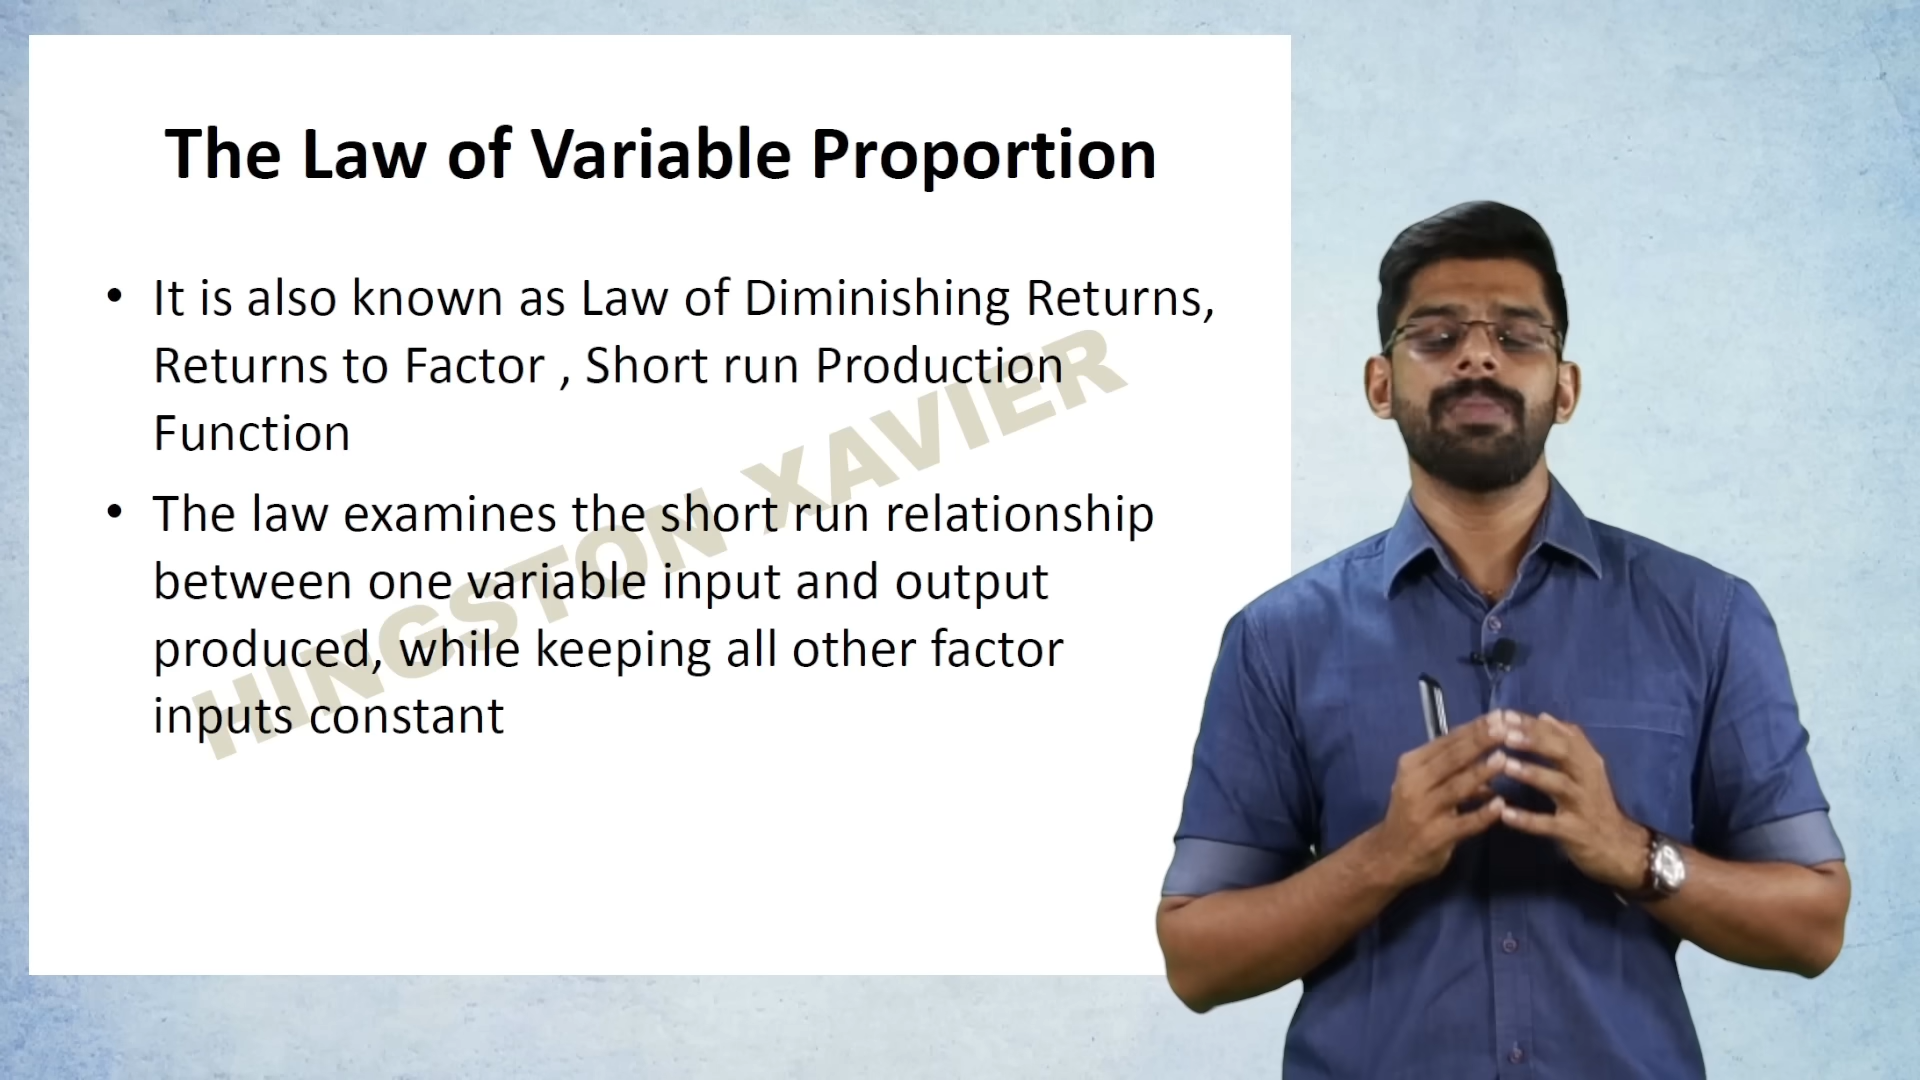 The Law of Variable Proportion
• It is also known as Law of Diminishing Returns,
Returns to Factor , Short run Production
Function
• The law examines the short run relationship
between one variable input and output
produced, while keeping all other factor
inputs constant
HINGSTON XAVIER